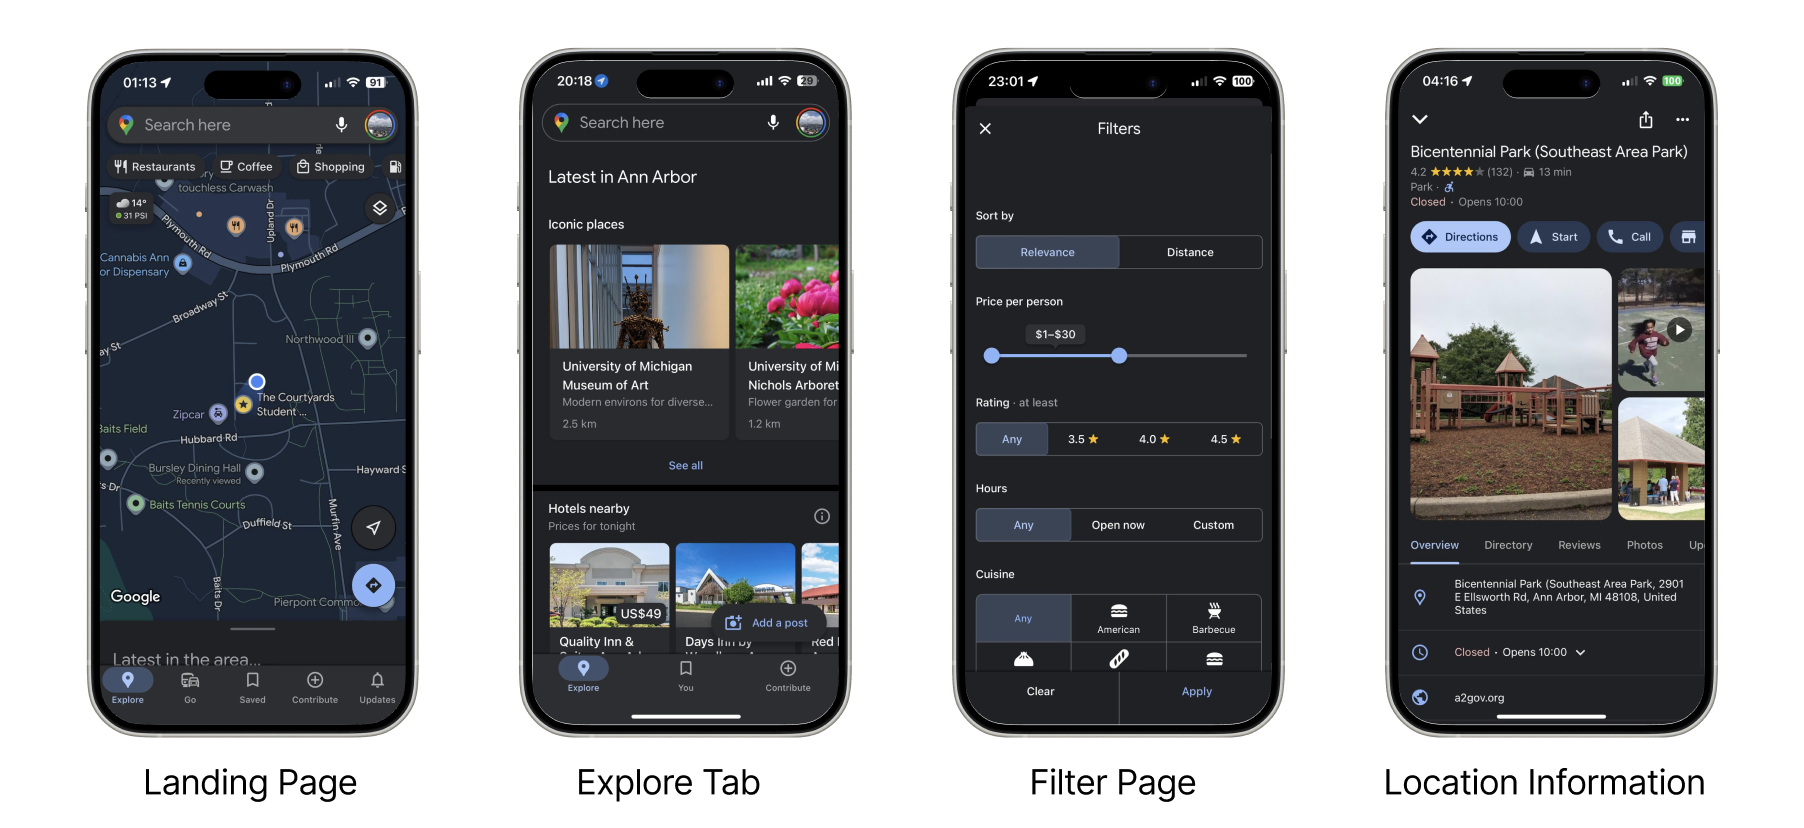 01:13
91
Search here
Restaurants
Coffee
Shopping
touchless Carwash
14°
31 PSI
Plymouth Rd
Upland Dr
Plymouth Rd
Cannabis Ann
or Dispensary
Broadway St
Northwood III
ay St
The Courtyards
Student ...
Zipcar
Baits Field
Hubbard Rd
Bursley Dining Hall
Recently viewed
Hayward S
s Dr
Baits Tennis Courts
Duffield St
Murfin Ave
Baits Dr
Google
Pierpont Commo
Latest in the area...
Explore
Go
Saved
Contribute
Updates
Landing Page
20:18
29
Search here
Latest in Ann Arbor
Iconic places
University of Michigan
Museum of Art
Modern environs for diverse...
2.5 km
University of Mi
Nichols Arboret
Flower garden for
1.2 km
See all
Hotels nearby
Prices for tonight
US$49
Add a post
Quality Inn &
Days Inn by
Red
Explore
You
Contribute
Explore Tab
23:01
100
Filters
Sort by
Relevance
Distance
Price per person
$1–$30
Rating · at least
Any
3.5 ★
4.0 ★
4.5 ★
Hours
Any
Open now
Custom
Cuisine
Any
American
Barbecue
Clear
Apply
Filter Page
04:16
100
Bicentennial Park (Southeast Area Park)
4.2 ★★★★★ (132) · 13 min
Park ·
Closed · Opens 10:00
Directions
Start
Call
Overview
Directory
Reviews
Photos
Up
Bicentennial Park (Southeast Area Park, 2901
E Ellsworth Rd, Ann Arbor, MI 48108, United
States
Closed · Opens 10:00
a2gov.org
Location Information